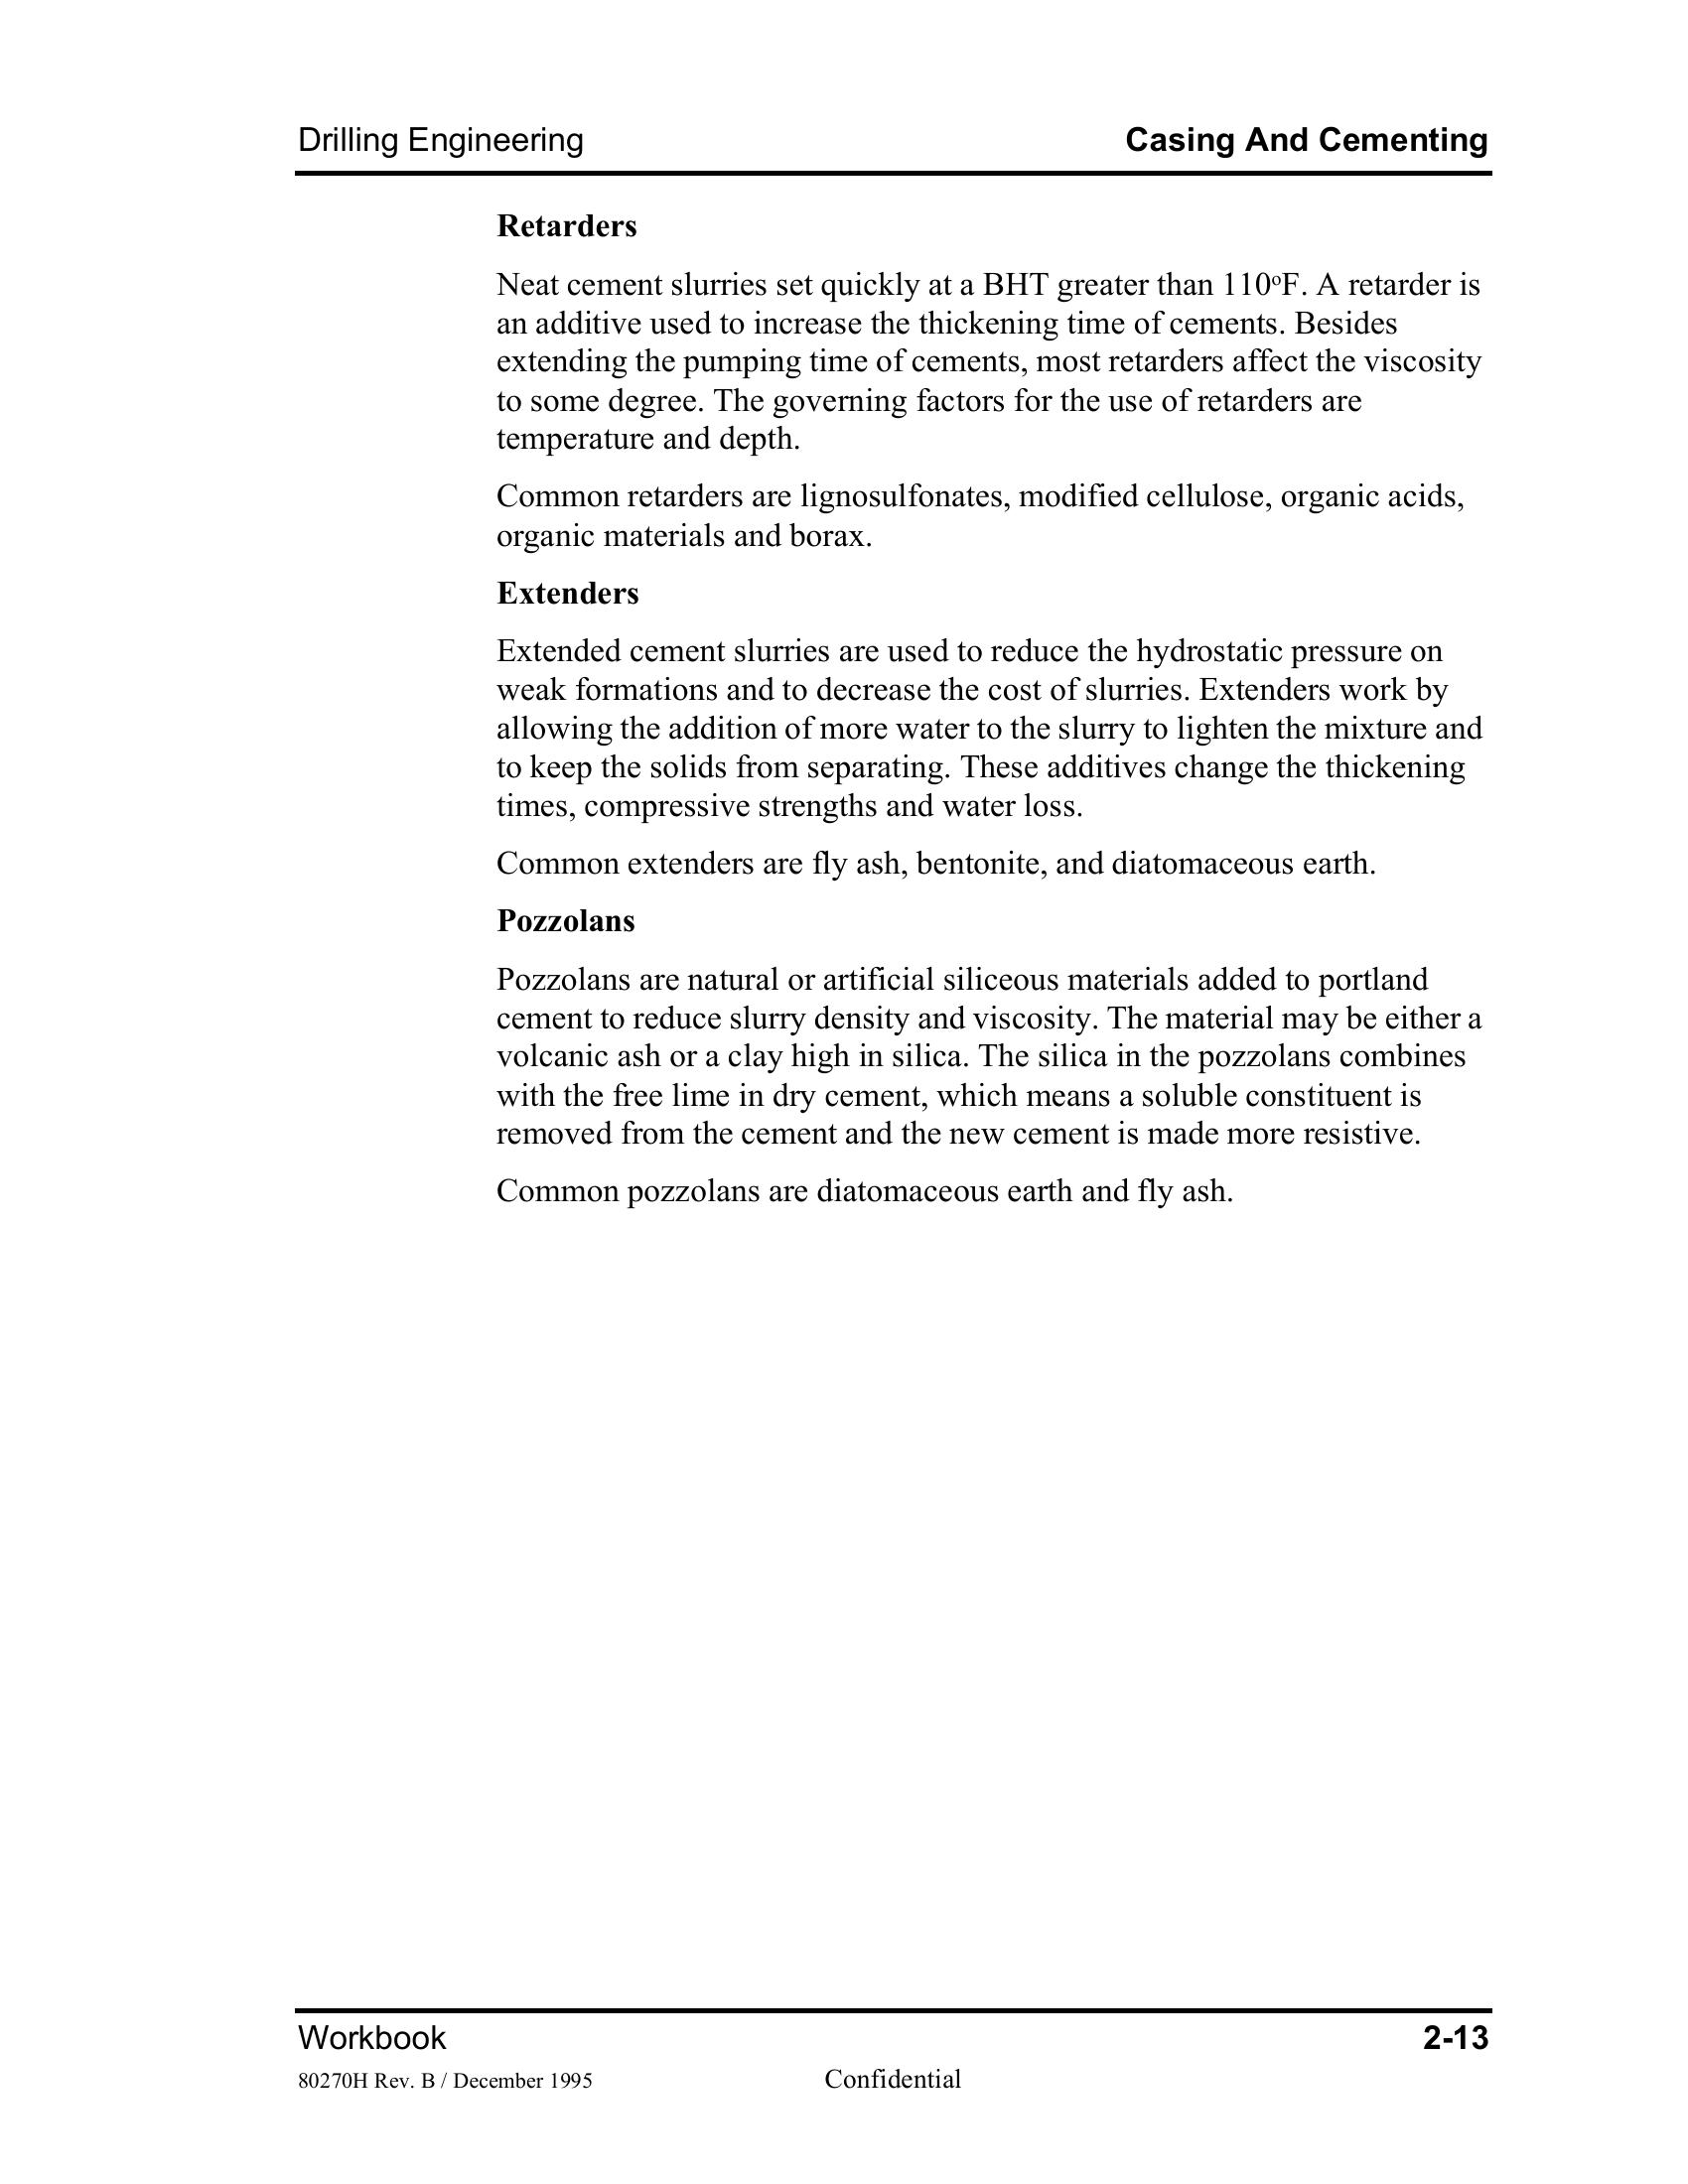 Drilling Engineering
Casing And Cementing
Retarders
Neat cement slurries set quickly at a BHT greater than 110ºF. A retarder is
an additive used to increase the thickening time of cements. Besides
extending the pumping time of cements, most retarders affect the viscosity
to some degree. The governing factors for the use of retarders are
temperature and depth.
Common retarders are lignosulfonates, modified cellulose, organic acids,
organic materials and borax.
Extenders
Extended cement slurries are used to reduce the hydrostatic pressure on
weak formations and to decrease the cost of slurries. Extenders work by
allowing the addition of more water to the slurry to lighten the mixture and
to keep the solids from separating. These additives change the thickening
times, compressive strengths and water loss.
Common extenders are fly ash, bentonite, and diatomaceous earth.
Pozzolans
Pozzolans are natural or artificial siliceous materials added to portland
cement to reduce slurry density and viscosity. The material may be either a
volcanic ash or a clay high in silica. The silica in the pozzolans combines
with the free lime in dry cement, which means a soluble constituent is
removed from the cement and the new cement is made more resistive.
Common pozzolans are diatomaceous earth and fly ash.
Workbook
2-13
80270H Rev. B / December 1995
Confidential